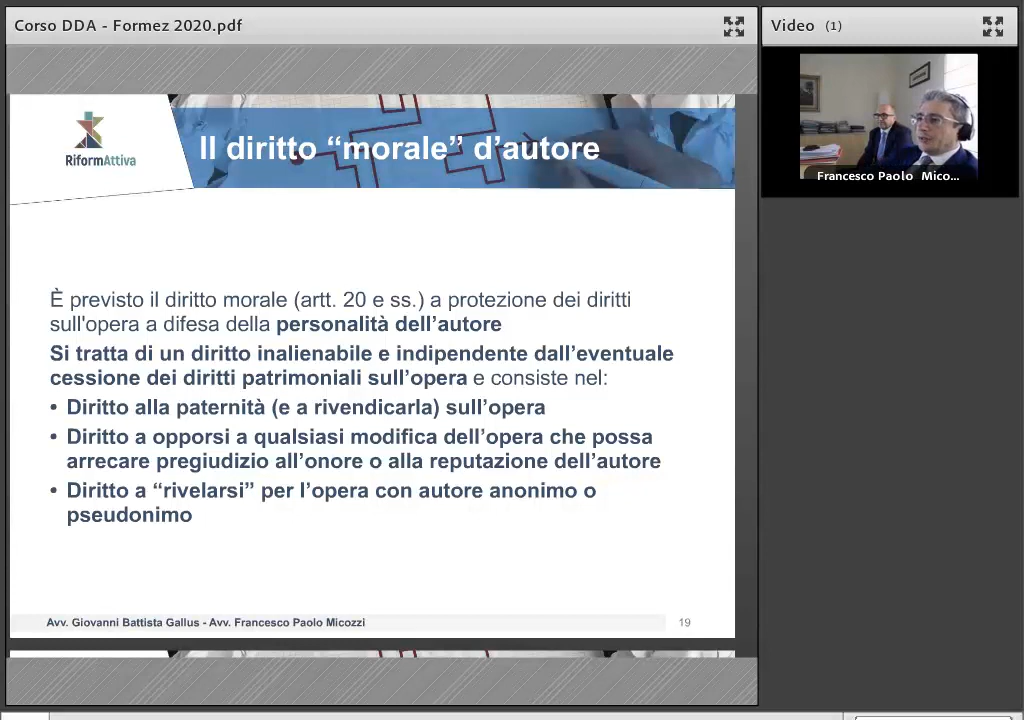 Corso DDA - Formez 2020.pdf
Video (1)
RiformAttiva
Il diritto “morale” d’autore
Francesco Paolo Mico...
È previsto il diritto morale (artt. 20 e ss.) a protezione dei diritti
sull'opera a difesa della personalità dell’autore
Si tratta di un diritto inalienabile e indipendente dall’eventuale
cessione dei diritti patrimoniali sull’opera e consiste nel:
• Diritto alla paternità (e a rivendicarla) sull’opera
• Diritto a opporsi a qualsiasi modifica dell’opera che possa
arrecare pregiudizio all’onore o alla reputazione dell’autore
• Diritto a “rivelarsi” per l’opera con autore anonimo o
pseudonimo
Avv. Giovanni Battista Gallus - Avv. Francesco Paolo Micozzi
19